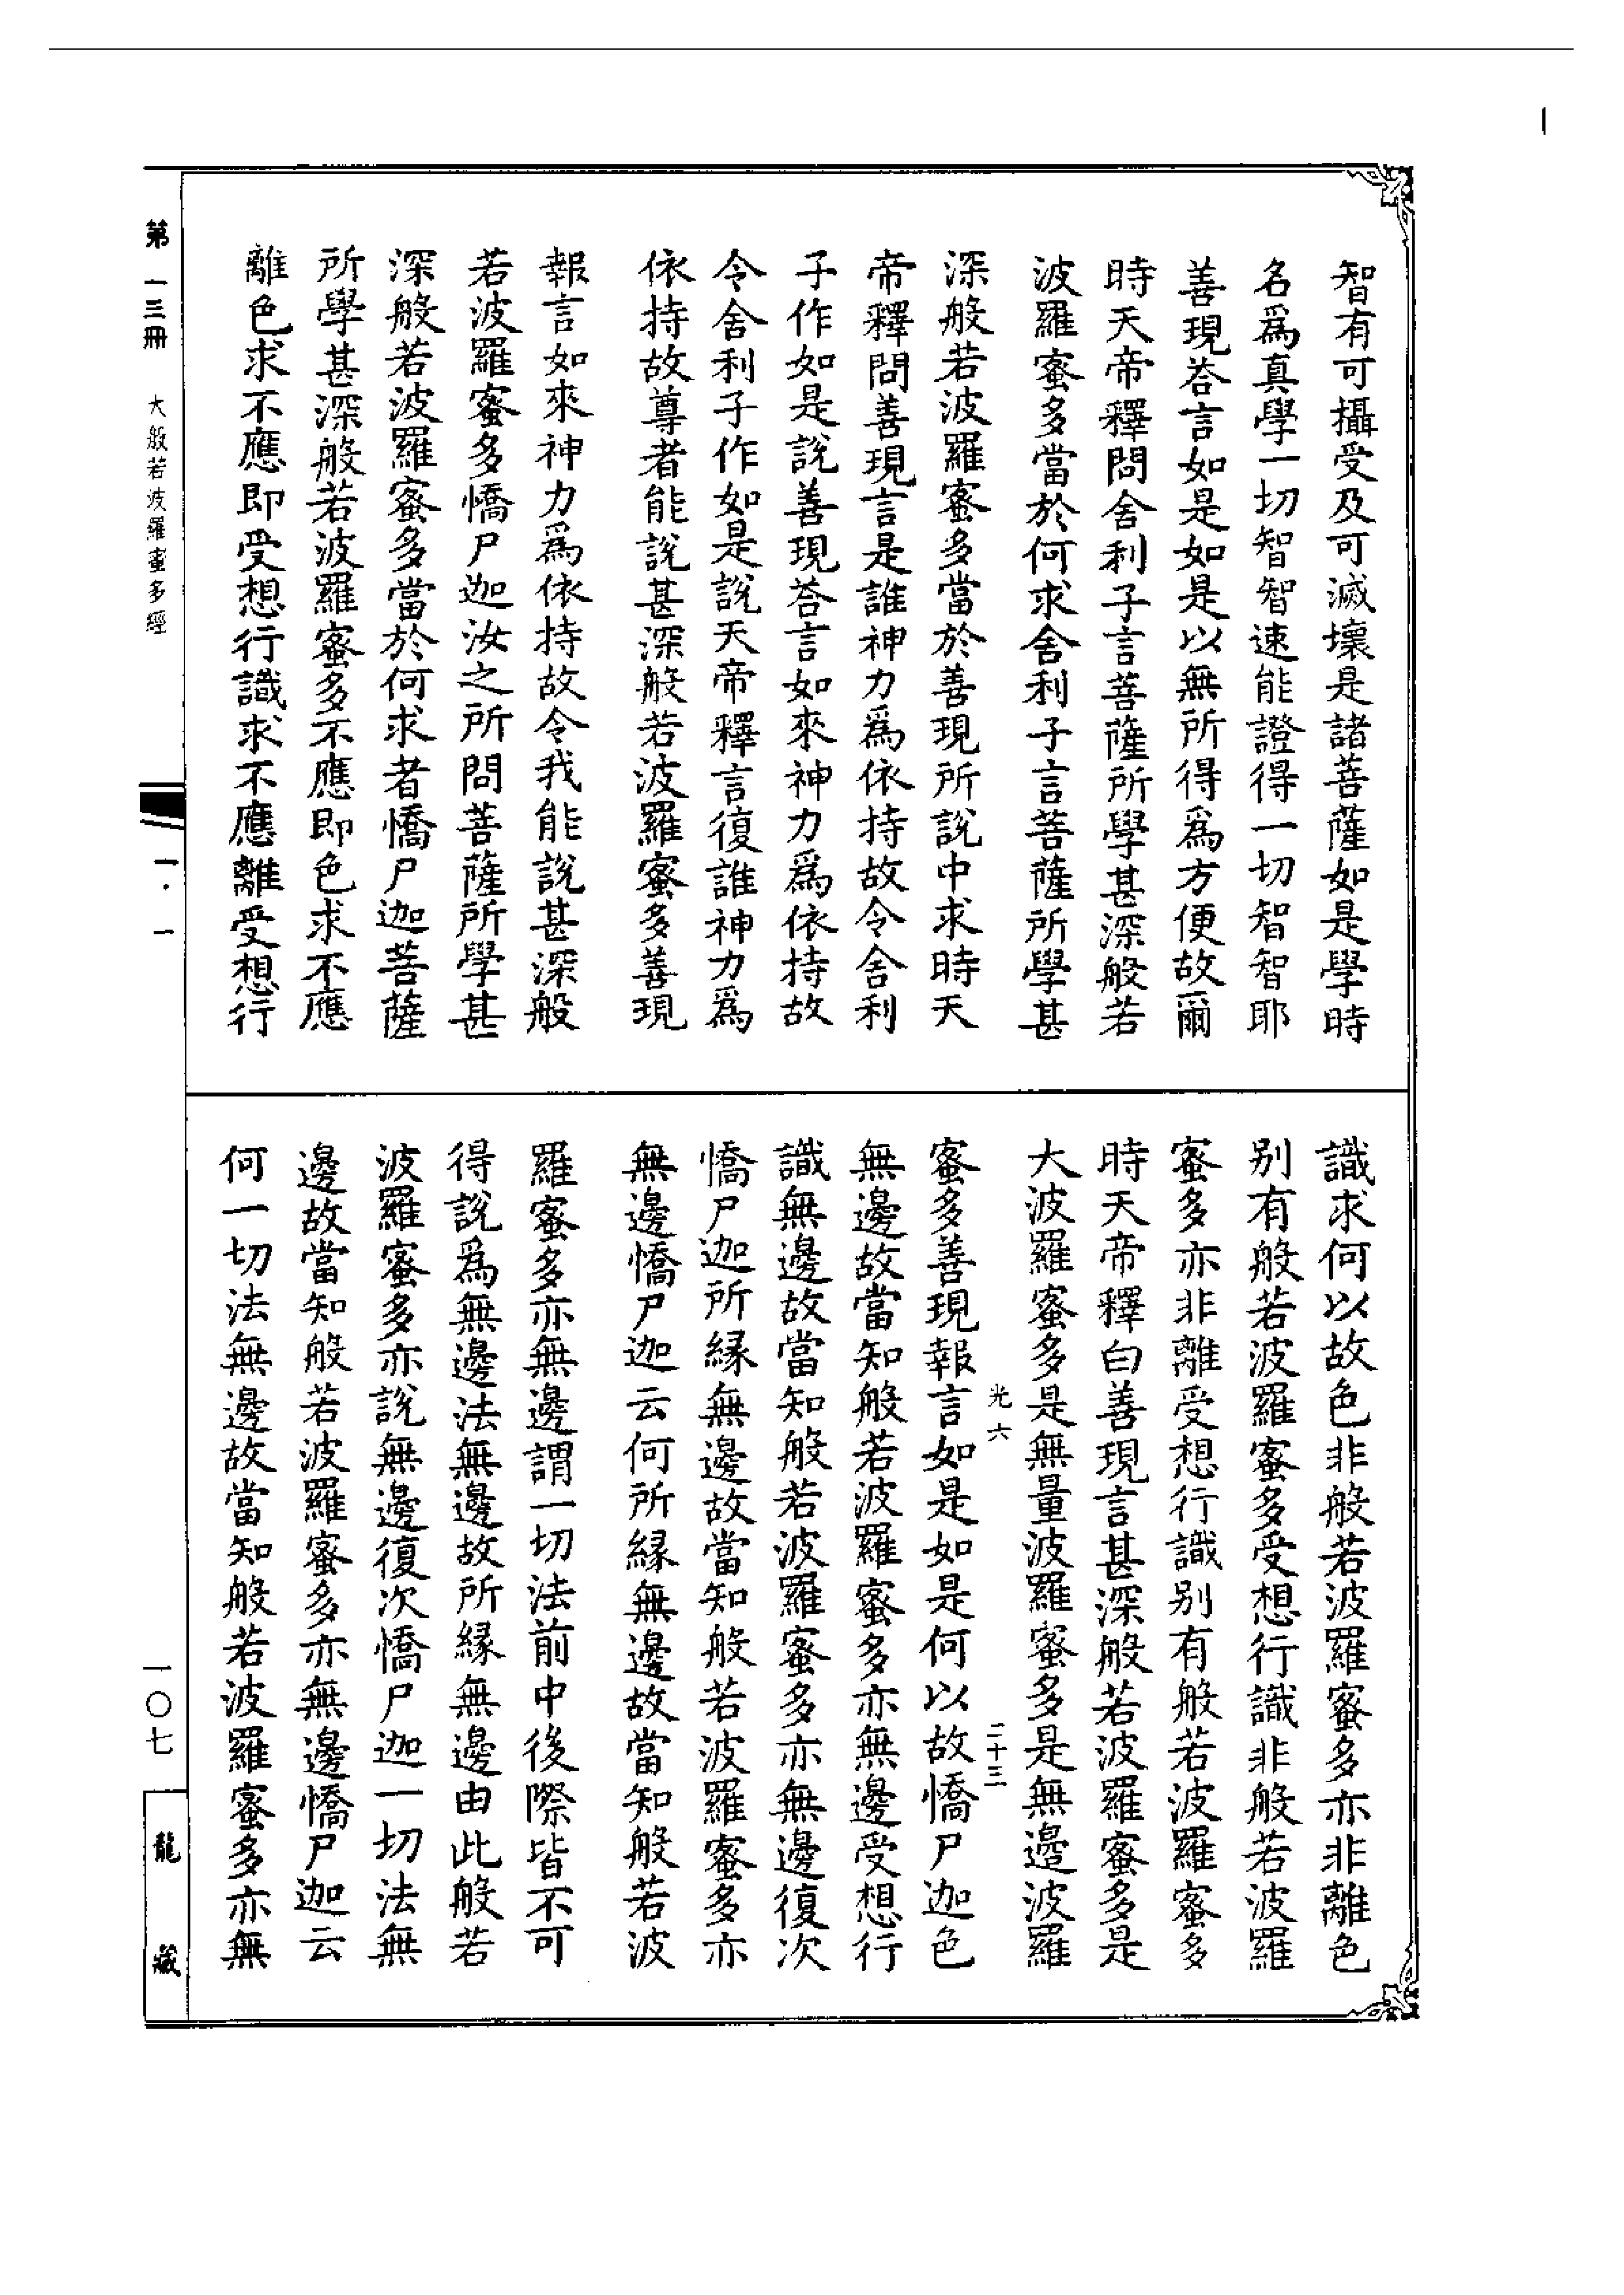 智有可攝受及可滅壞是諸菩薩如是學時
名爲真學一切智智速能證得一切智智耶
善現荅言如是如是以無所得爲方便故爾
時天帝釋問舍利子言菩薩所學甚深般若
波羅蜜多當於何求舍利子言菩薩所學甚
深般若波羅蜜多當於善現所說中求時天
帝釋問善現言是誰神力爲依持故令舍利
子作如是說善現荅言如來神力爲依持故
令舍利子作如是說天帝釋言復誰神力爲
依持故尊者能說甚深般若波羅蜜多善現
報言如來神力爲依持故令我能說甚深般
若波羅蜜多憍尸迦汝之所問菩薩所學甚
深般若波羅蜜多當於何求者憍尸迦菩薩
所學甚深般若波羅蜜多不應即色求不應
離色求不應即受想行識求不應離受想行
識求何以故色非般若波羅蜜多亦非離色
别有般若波羅蜜多受想行識非般若波羅
蜜多亦非離受想行識别有般若波羅蜜多
時天帝釋白善現言甚深般若波羅蜜多是
大波羅蜜多是無量波羅蜜多是無邊波羅
光六 二十三
蜜多善現報言如是如是何以故憍尸迦色
無邊故當知般若波羅蜜多亦無邊受想行
識無邊故當知般若波羅蜜多亦無邊復次
憍尸迦所緣無邊故當知般若波羅蜜多亦
無邊憍尸迦云何所緣無邊故當知般若波
羅蜜多亦無邊謂一切法前中後際皆不可
得說爲無邊法無邊故所緣無邊由此般若
波羅蜜多亦說無邊復次憍尸迦一切法無
邊故當知般若波羅蜜多亦無邊憍尸迦云
何一切法無邊故當知般若波羅蜜多亦無
第一三冊 大般若波羅蜜多經 一·一 一〇七 龍藏